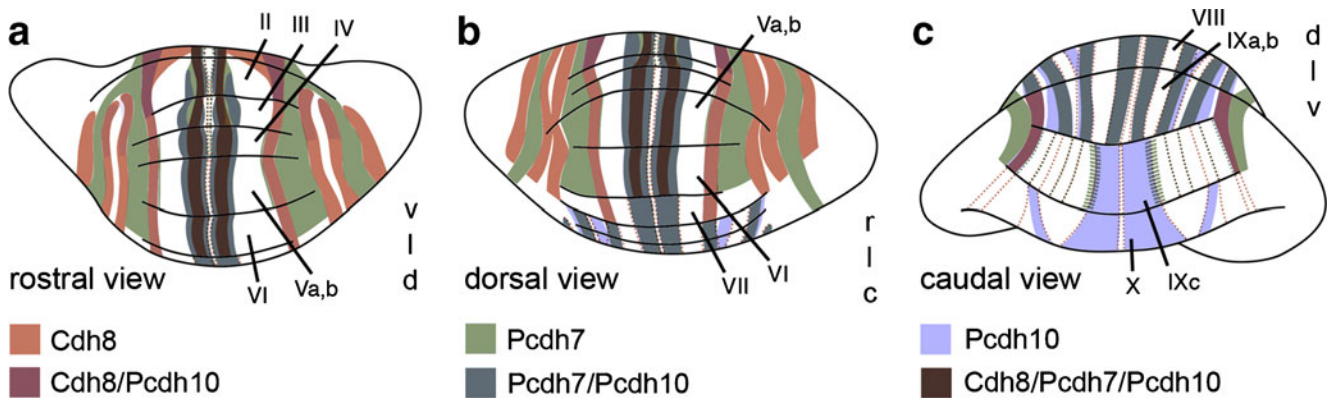 a
II
III
IV
VI
Va,b
v
l
d
rostral view
b
Va,b
VII
VI
r
l
c
dorsal view
c
VIII
IXa,b
d
l
v
X
IXc
caudal view
Cdh8
Cdh8/Pcdh10
Pcdh7
Pcdh7/Pcdh10
Pcdh10
Cdh8/Pcdh7/Pcdh10